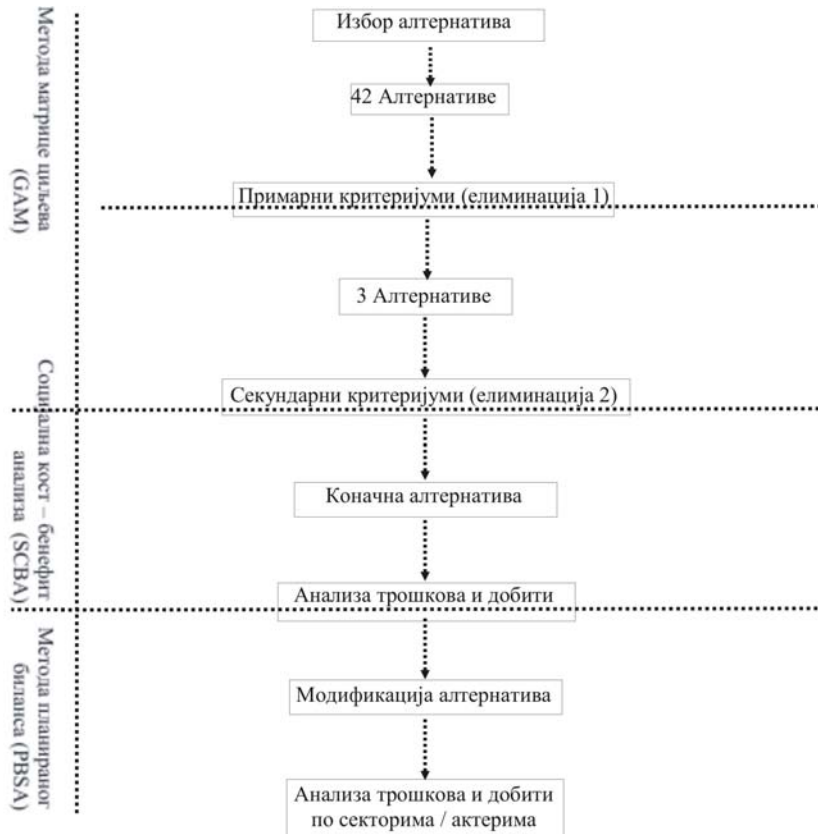 Избор алтернатива
42 Алтернативе
Примарни критеријуми (елиминација 1)
3 Алтернативе
Секундарни критеријуми (елиминација 2)
Коначна алтернатива
Анализа трошкова и добити
Модификација алтернатива
Анализа трошкова и добити
по секторима / актерима
Метода матрице циљева
(GAM)
Социјална кост – бенефит
анализа (SCBA)
Метода планираног
биланса (PBSA)